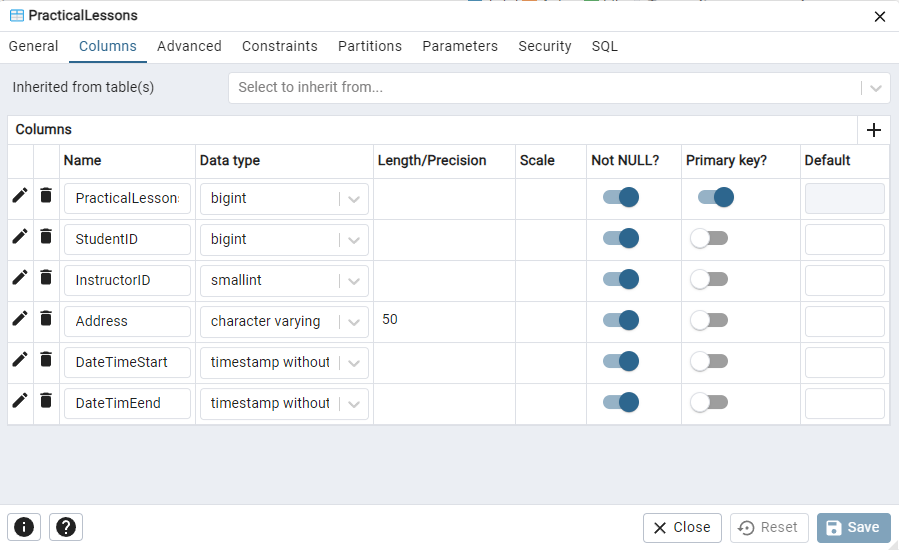 PracticalLessons
General Columns Advanced Constraints Partitions Parameters Security SQL
Inherited from table(s) Select to inherit from...
Columns
Name Data type Length/Precision Scale Not NULL? Primary key? Default
PracticalLesson bigint
StudentID bigint
InstructorID smallint
Address character varying 50
DateTimeStart timestamp without
DateTimEend timestamp without
Close Reset Save